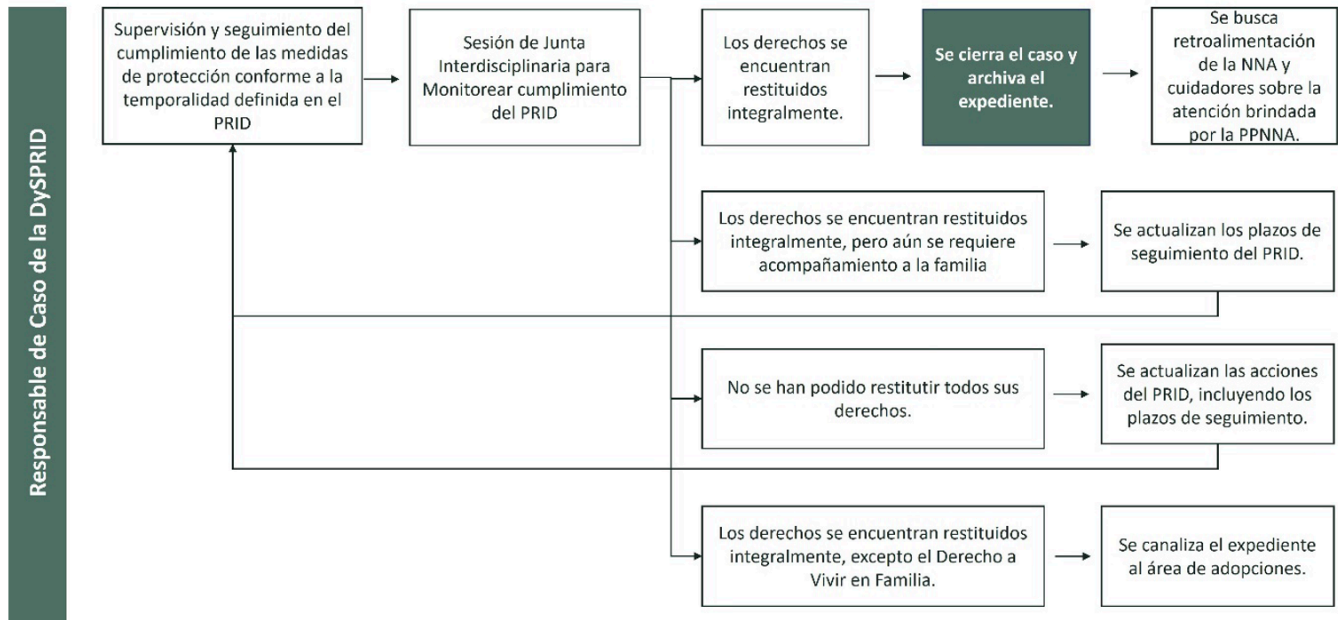 Responsable de Caso de la DySPRID
Supervisión y seguimiento del
cumplimiento de las medidas
de protección conforme a la
temporalidad definida en el
PRID
Sesión de Junta
Interdisciplinaria para
Monitorear cumplimiento
del PRID
Los derechos se
encuentran
restituidos
integralmente.
Se cierra el caso y
archiva el
expediente.
Se busca
retroalimentación
de la NNA y
cuidadores sobre la
atención brindada
por la PPNNA.
Los derechos se encuentran restituidos
integralmente, pero aún se requiere
acompañamiento a la familia
Se actualizan los plazos de
seguimiento del PRID.
No se han podido restitutir todos sus
derechos.
Se actualizan las acciones
del PRID, incluyendo los
plazos de seguimiento.
Los derechos se encuentran restituidos
integralmente, excepto el Derecho a
Vivir en Familia.
Se canaliza el expediente
al área de adopciones.